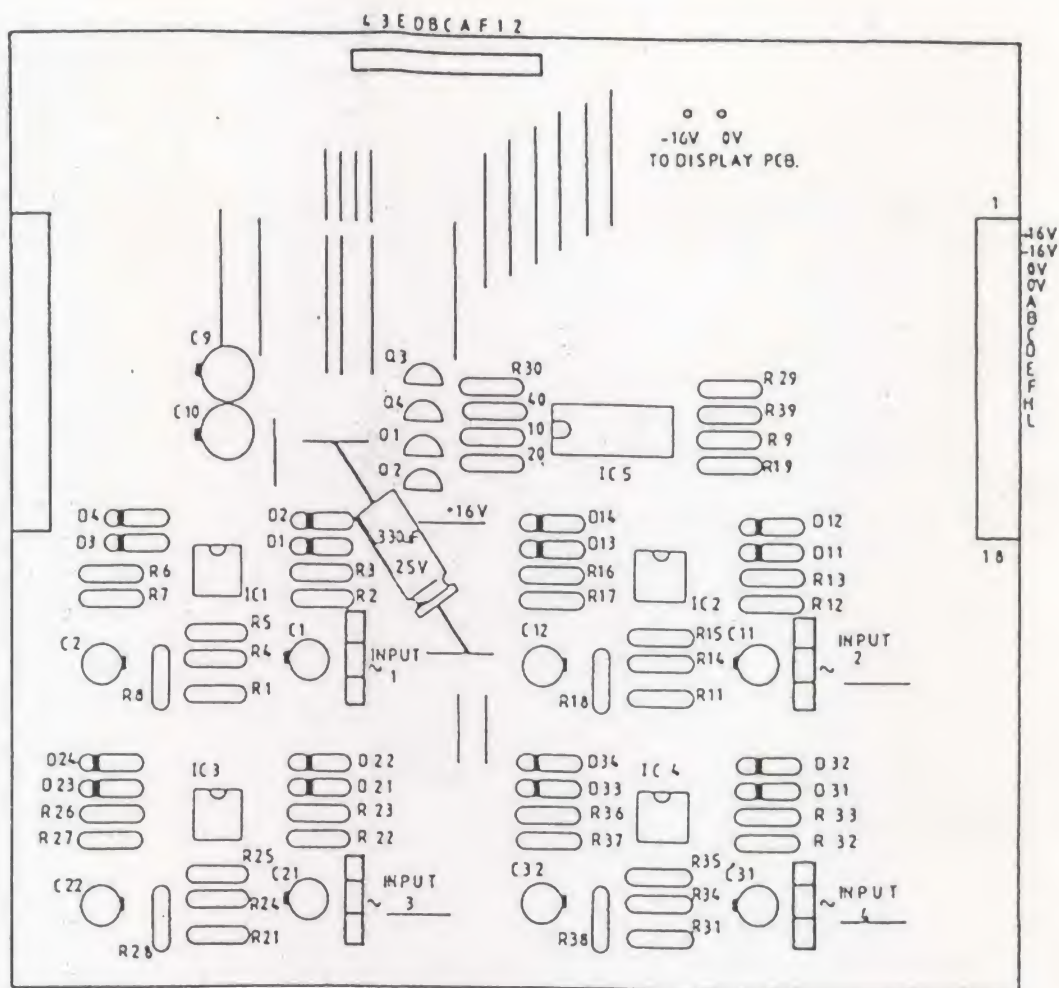 43EDBCAF12
-16V 0V
TO DISPLAY PCB.
1
+16V
-16V
0V
0V
A
B
C
D
E
F
H
L
18
C9
C10
Q3
Q4
Q1
Q2
R30
40
10
20
IC5
R29
R39
R9
R19
+16V
330uF
25V
D4
D3
R6
R7
IC1
D2
D1
R3
R2
R5
R4
R1
C2
R8
C1
INPUT
~ 1
D14
D13
R16
R17
IC2
D12
D11
R13
R12
C12
R18
R15
R14
R11
C11
INPUT
~ 2
D24
D23
R26
R27
IC3
D22
D21
R23
R22
R25
R24
R21
C22
R28
C21
INPUT
~ 3
D34
D33
R36
R37
IC4
D32
D31
R33
R32
C32
R38
R35
R34
R31
C31
INPUT
~ 4